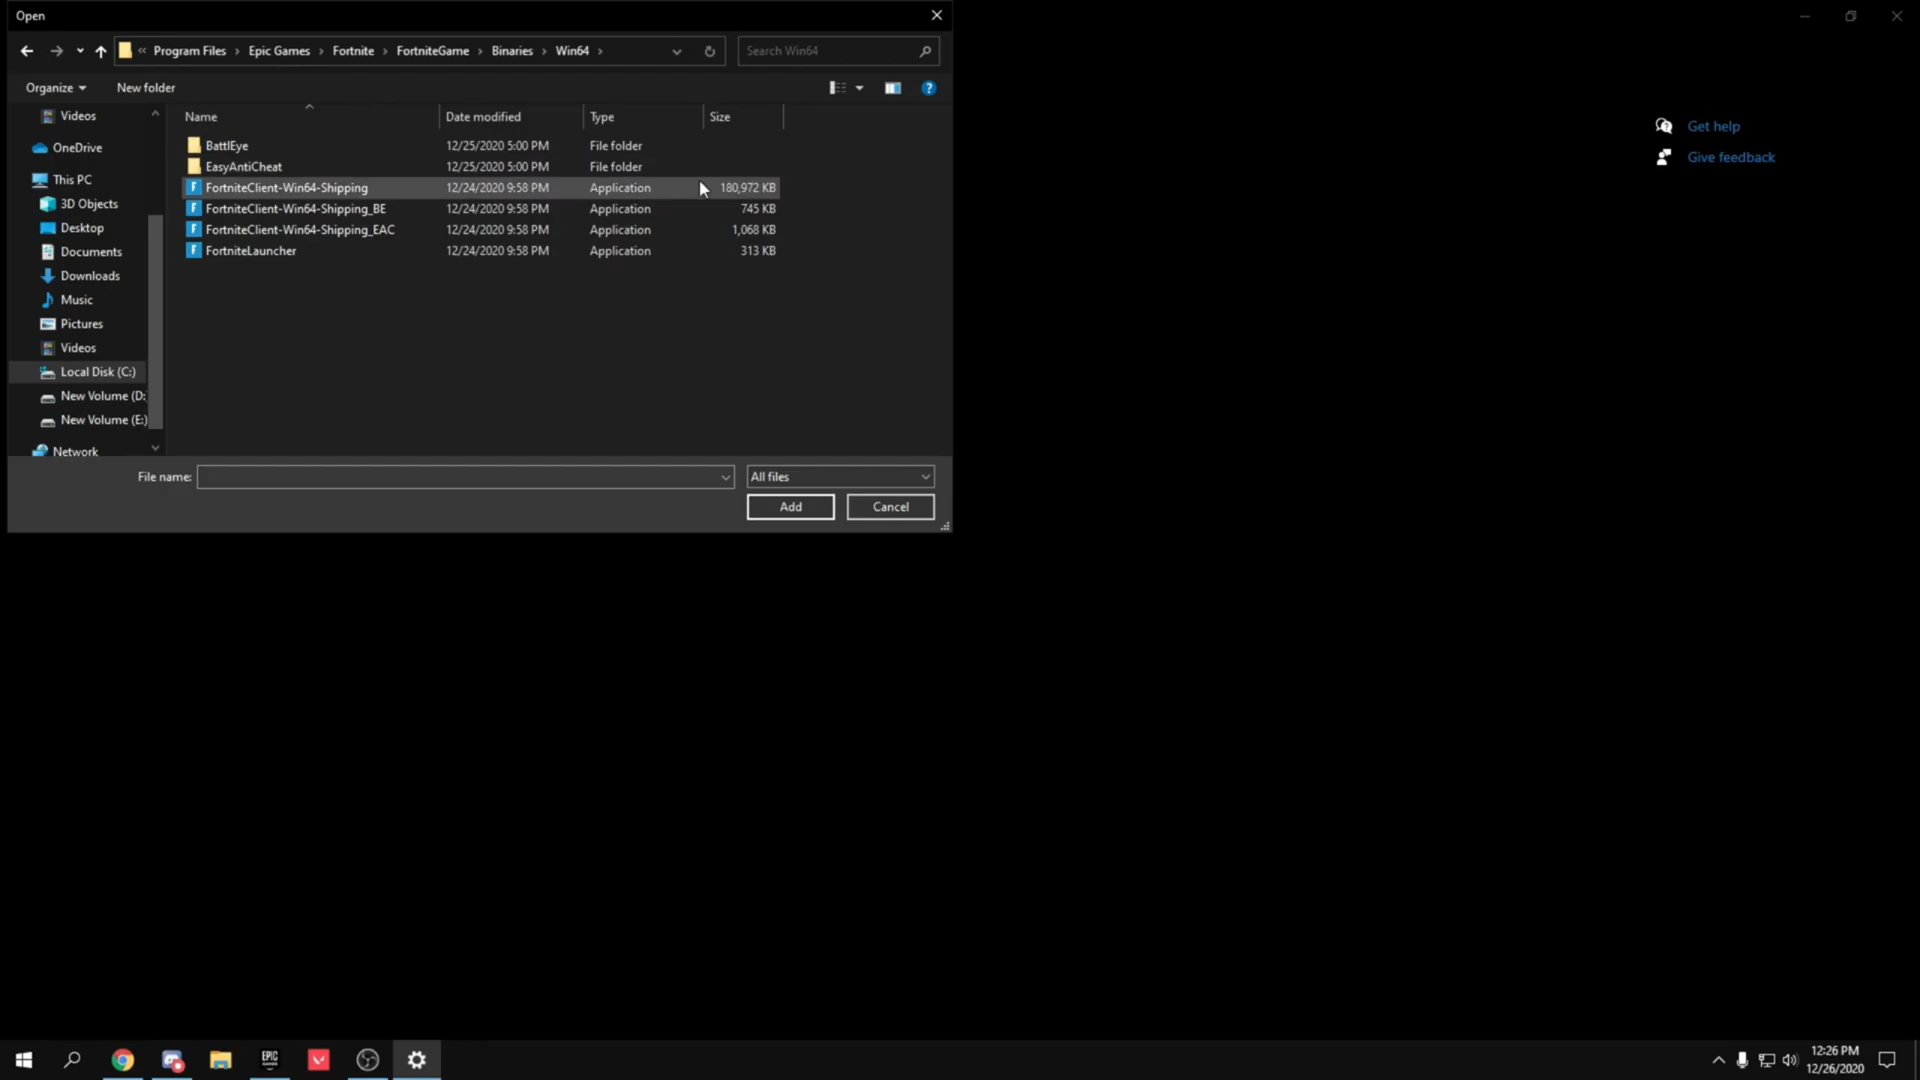 Open
« Program Files > Epic Games > Fortnite > FortniteGame > Binaries > Win64 >
Search Win64
Organize
New folder
Name Date modified Type Size
BattlEye 12/25/2020 5:00 PM File folder
EasyAntiCheat 12/25/2020 5:00 PM File folder
FortniteClient-Win64-Shipping 12/24/2020 9:58 PM Application 180,972 KB
FortniteClient-Win64-Shipping_BE 12/24/2020 9:58 PM Application 745 KB
FortniteClient-Win64-Shipping_EAC 12/24/2020 9:58 PM Application 1,068 KB
FortniteLauncher 12/24/2020 9:58 PM Application 313 KB
Videos
OneDrive
This PC
3D Objects
Desktop
Documents
Downloads
Music
Pictures
Videos
Local Disk (C:)
New Volume (D:
New Volume (E:)
Network
File name:
All files
Add
Cancel
Get help
Give feedback
EPIC
GAMES
12:26 PM
12/26/2020